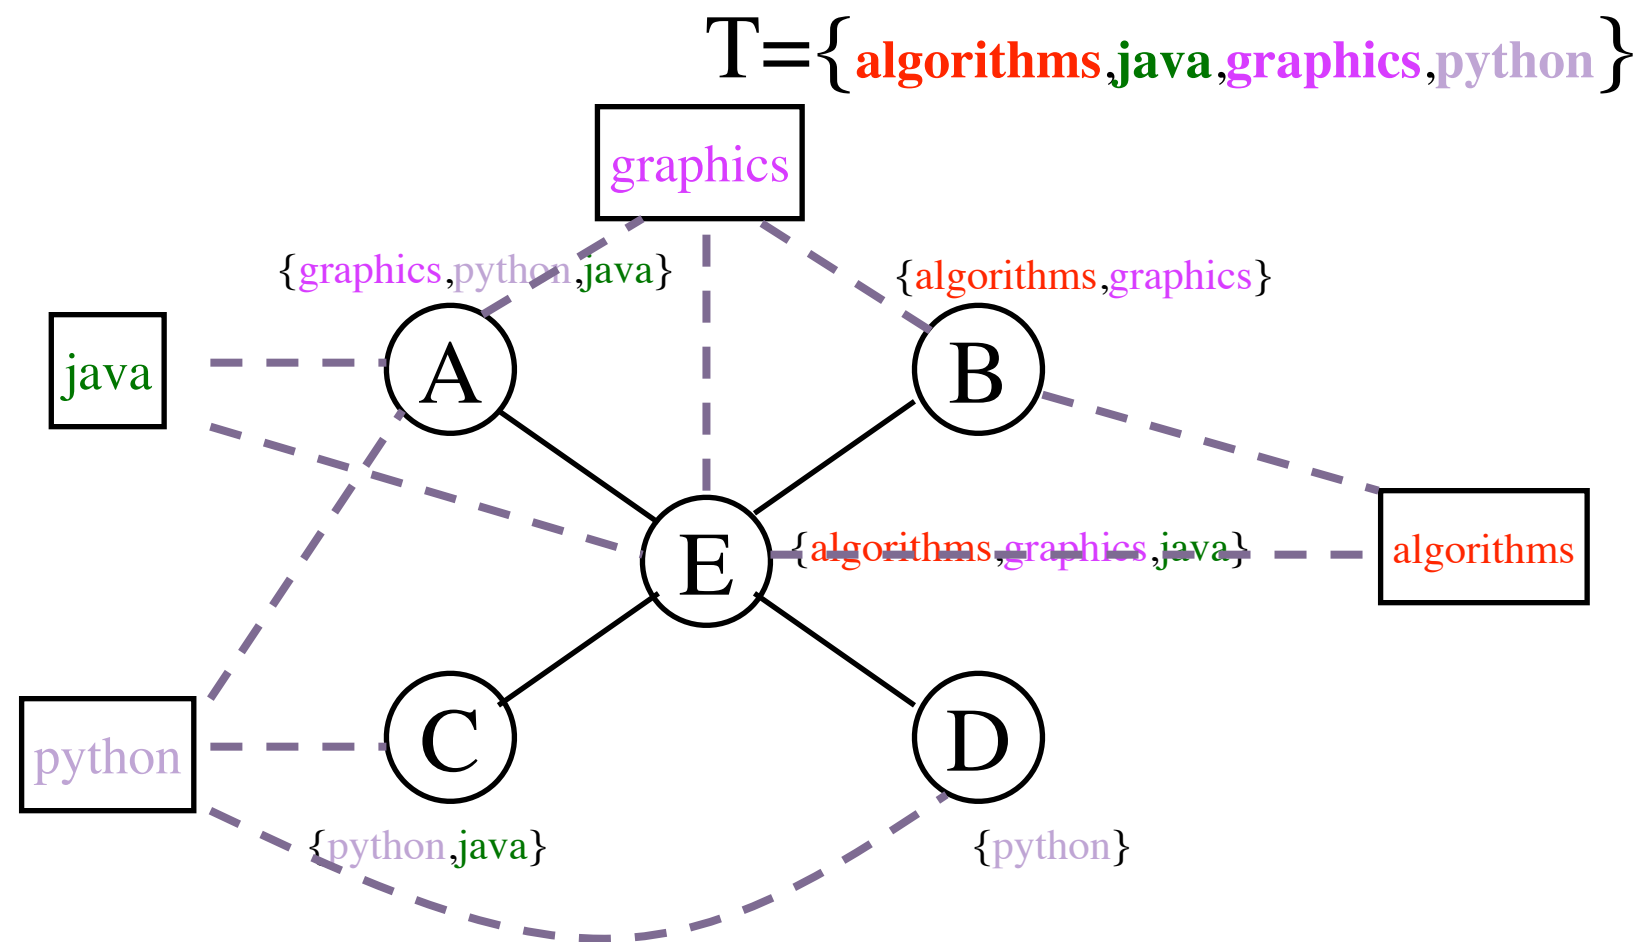 T={algorithms,java,graphics,python}
graphics
{graphics,python,java}
{algorithms,graphics}
java
A
B
E
{algorithms,graphics,java}
algorithms
python
C
D
{python,java}
{python}